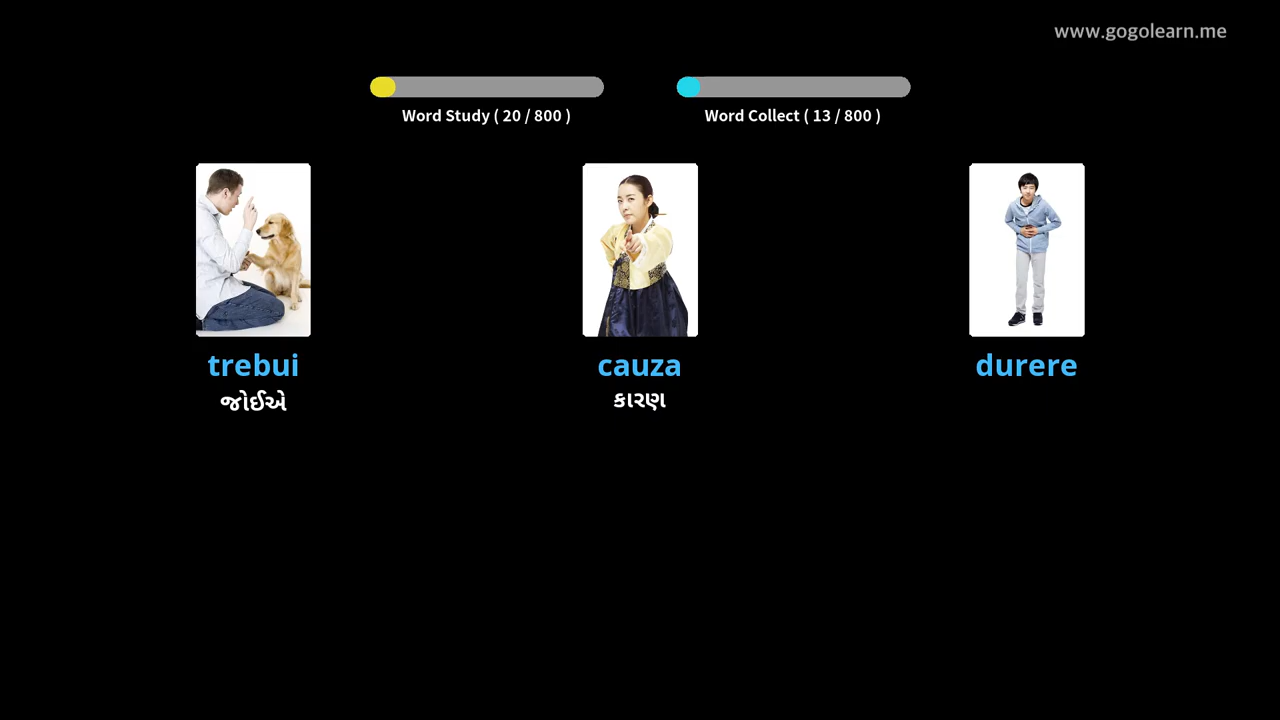 www.gogolearn.me
Word Study ( 20 / 800 )
Word Collect ( 13 / 800 )
trebui
cauza
durere
જોઈએ
કારણ